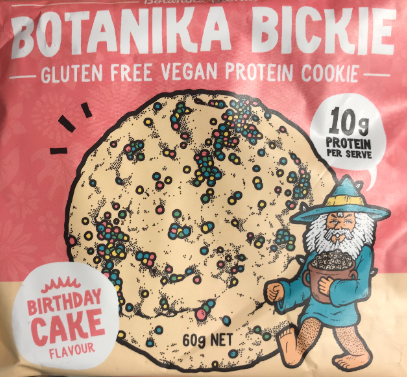 BOTANIKA BICKIE
GLUTEN FREE VEGAN PROTEIN COOKIE
10g
PROTEIN
PER SERVE
BIRTHDAY
CAKE
FLAVOUR
60g NET